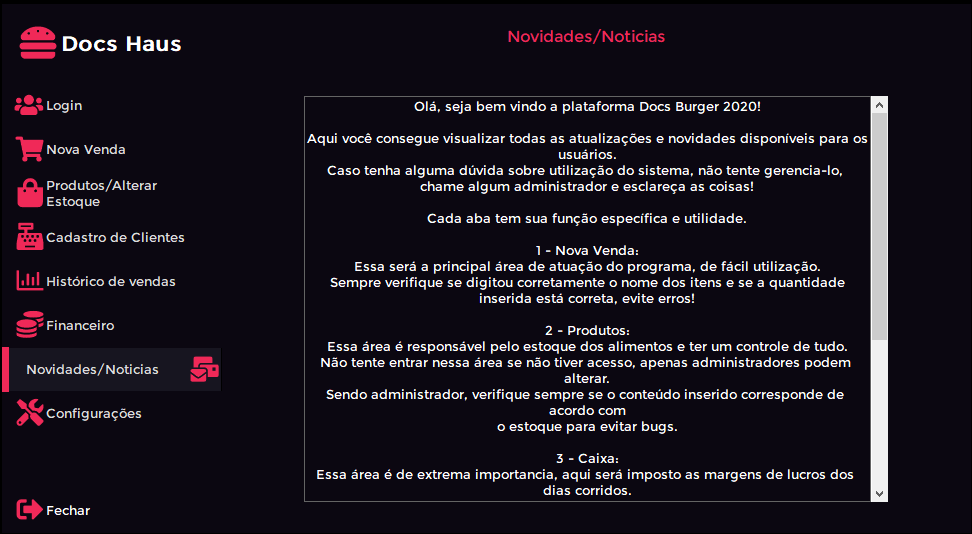 Docs Haus
Login
Nova Venda
Produtos/Alterar
Estoque
Cadastro de Clientes
Histórico de vendas
Financeiro
Novidades/Noticias
Configurações
Fechar
Novidades/Noticias
Olá, seja bem vindo a plataforma Docs Burger 2020!
Aqui você consegue visualizar todas as atualizações e novidades disponíveis para os
usuários.
Caso tenha alguma dúvida sobre utilização do sistema, não tente gerencia-lo,
chame algum administrador e esclareça as coisas!
Cada aba tem sua função específica e utilidade.
1 - Nova Venda:
Essa será a principal área de atuação do programa, de fácil utilização.
Sempre verifique se digitou corretamente o nome dos itens e se a quantidade
inserida está correta, evite erros!
2 - Produtos:
Essa área é responsável pelo estoque dos alimentos e ter um controle de tudo.
Não tente entrar nessa área se não tiver acesso, apenas administradores podem
alterar.
Sendo administrador, verifique sempre se o conteúdo inserido corresponde de
acordo com
o estoque para evitar bugs.
3 - Caixa:
Essa área é de extrema importancia, aqui será imposto as margens de lucros dos
dias corridos.